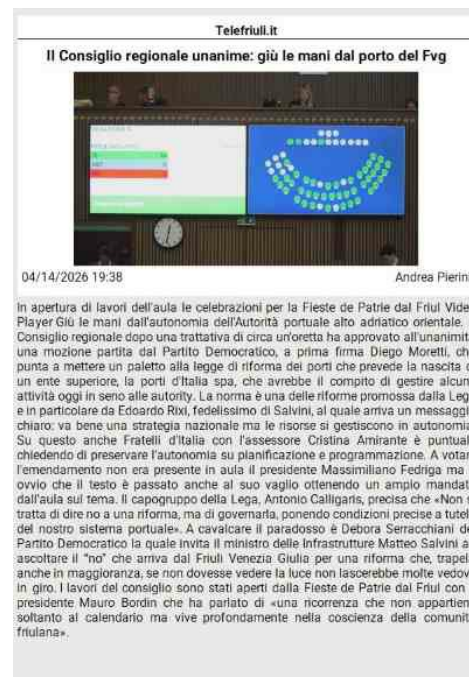 Telefriuli.it
Il Consiglio regionale unanime: giù le mani dal porto del Fvg
04/14/2026 19:38
Andrea Pierin
In apertura di lavori dell'aula le celebrazioni per la Fieste de Patrie dal Friul Vide
Player Giù le mani dall'autonomia dell'Autorità portuale alto adriatico orientale.
Consiglio regionale dopo una trattativa di circa un'oretta ha approvato all'unanimit
una mozione partita dal Partito Democratico, a prima firma Diego Moretti, ch
punta a mettere un paletto alla legge di riforma dei porti che prevede la nascita d
un ente superiore, la porti d'Italia spa, che avrebbe il compito di gestire alcun
attività oggi in seno alle autority. La norma è una delle riforme promossa dalla Leg
e in particolare da Edoardo Rixi, fedelissimo di Salvini, al quale arriva un messaggi
chiaro: va bene una strategia nazionale ma le risorse si gestiscono in autonomia
Su questo anche Fratelli d'Italia con l'assessore Cristina Amirante è puntual
chiedendo di preservare l'autonomia su pianificazione e programmazione. A votar
l'emendamento non era presente in aula il presidente Massimiliano Fedriga ma
ovvio che il testo è passato anche al suo vaglio ottenendo un ampio mandat
dall'aula sul tema. Il capogruppo della Lega, Antonio Calligaris, precisa che «Non s
tratta di dire no a una riforma, ma di governarla, ponendo condizioni precise a tutel
del nostro sistema portuale». A cavalcare il paradosso è Debora Serracchiani de
Partito Democratico la quale invita il ministro delle Infrastrutture Matteo Salvini a
ascoltare il "no" che arriva dal Friuli Venezia Giulia per una riforma che, trapel
anche in maggioranza, se non dovesse vedere la luce non lascerebbe molte vedov
in giro. I lavori del consiglio sono stati aperti dalla Fieste de Patrie dal Friul con
presidente Mauro Bordin che ha parlato di «una ricorrenza che non appartien
soltanto al calendario ma vive profondamente nella coscienza della comunit
friulana».